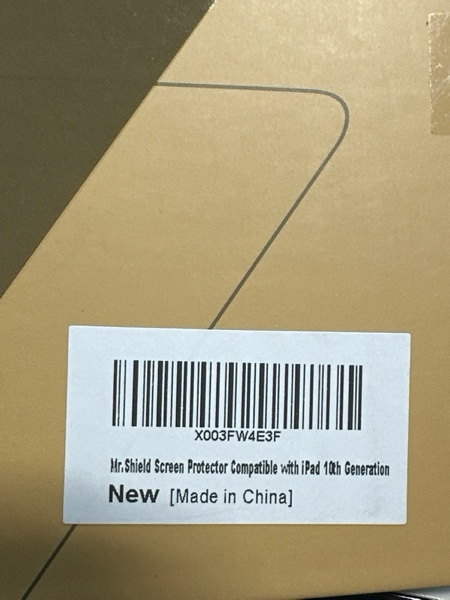 X003FW4E3F
Mr.Shield Screen Protector Compatible with iPad 10th Generation
New [Made in China]